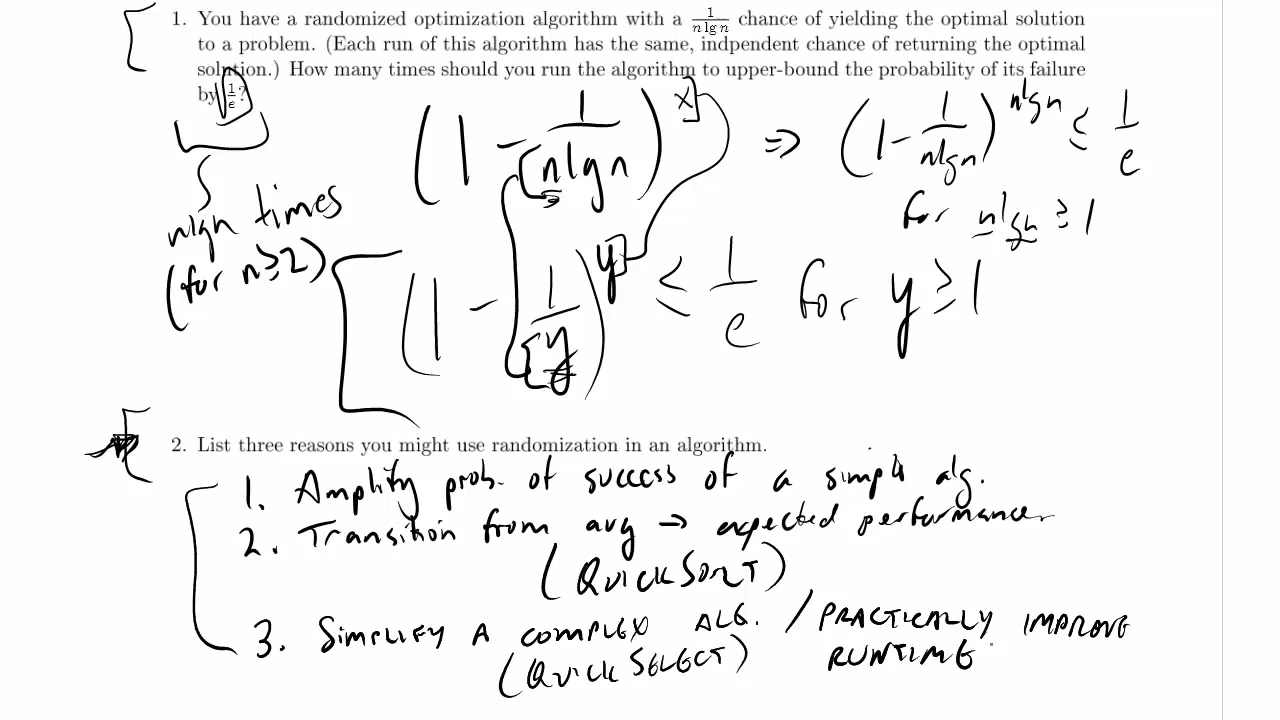 1. You have a randomized optimization algorithm with a 1/(n lg n) chance of yielding the optimal solution
to a problem. (Each run of this algorithm has the same, indpendent chance of returning the optimal
solution.) How many times should you run the algorithm to upper-bound the probability of its failure
by 1/e?
(1 - 1/(n lg n))^x ⇒ (1 - 1/(n lg n))^(n lg n) ≤ 1/e
for n lg n ≥ 1
n lg n times
(for n ≥ 2)
(1 - 1/y)^y ≤ 1/e for y ≥ 1
2. List three reasons you might use randomization in an algorithm.
1. Amplify prob. of success of a simple alg.
2. Transition from avg → expected performance
(QUICKSORT)
3. SIMPLIFY A COMPLEX ALG. / PRACTICALLY IMPROVE
RUNTIME
(QUICK SELECT)